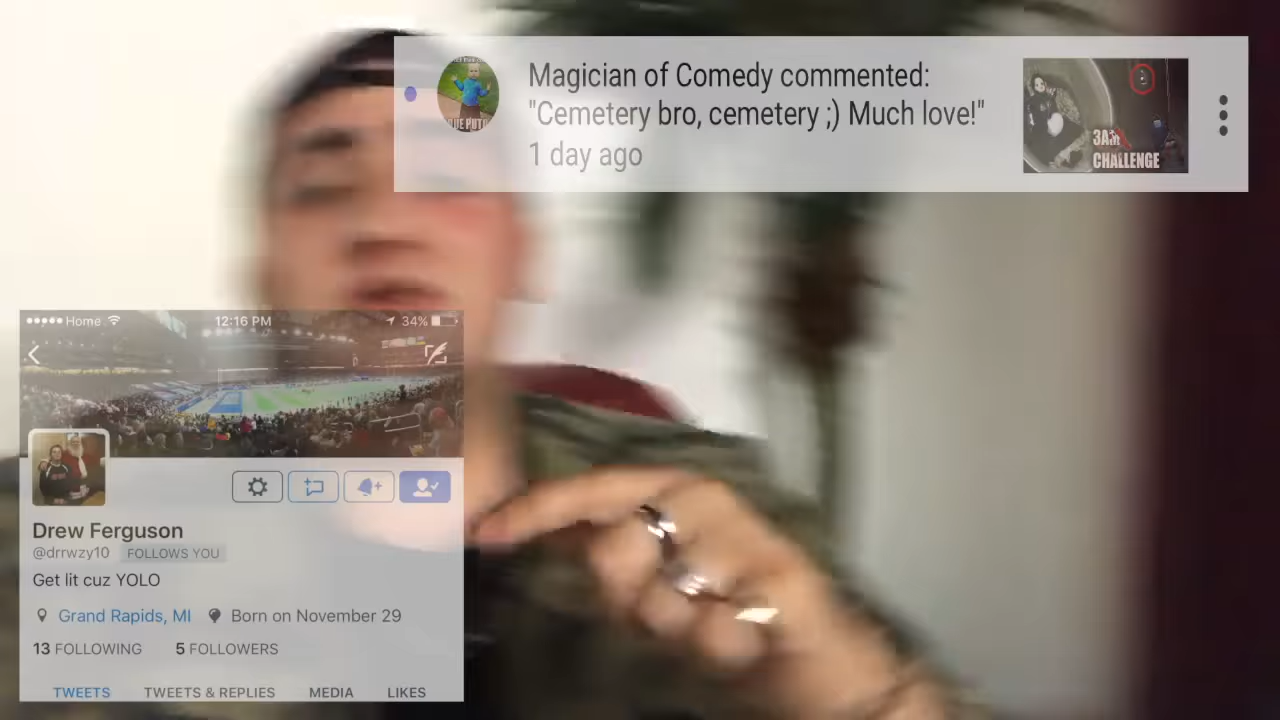 Magician of Comedy commented:
"Cemetery bro, cemetery ;) Much love!"
1 day ago
3AM
CHALLENGE
Home
12:16 PM
34%
Drew Ferguson
@drrwzy10 FOLLOWS YOU
Get lit cuz YOLO
Grand Rapids, MI Born on November 29
13 FOLLOWING 5 FOLLOWERS
TWEETS TWEETS & REPLIES MEDIA LIKES